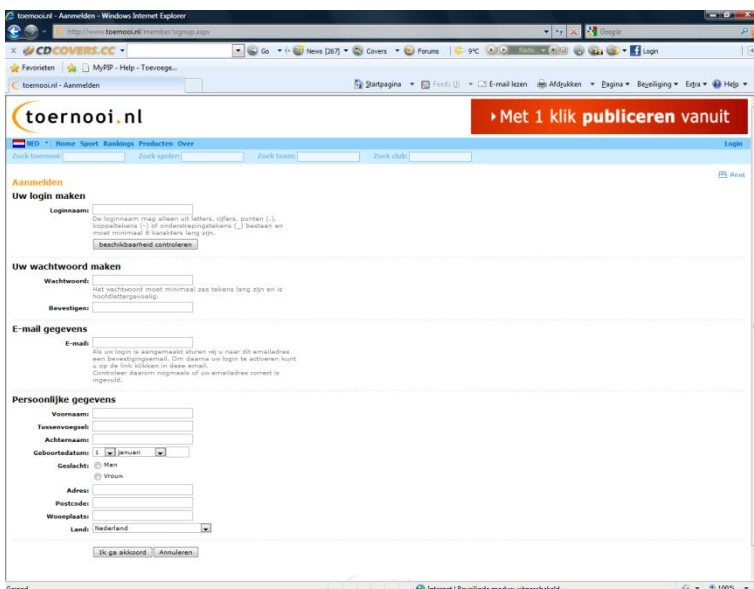 toernooi.nl - Aanmelden - Windows Internet Explorer
http://www.toernooi.nl/member/signup.aspx
Google
CDCOVERS.CC
Go
News [267]
Covers
Forums
9°C
Radio
Login
Favorieten
MyPIP - Help - Toevoege...
toernooi.nl - Aanmelden
Startpagina
Feeds (J)
E-mail lezen
Afdrukken
Pagina
Beveiliging
Extra
Help
toernooi.nl
Met 1 klik publiceren vanuit
NED Home Sport Rankings Producten Over
Login
Zoek toernooi:
Zoek speler:
Zoek team:
Zoek club:
Print
Aanmelden
Uw login maken
Loginnaam:
De loginnaam mag alleen uit letters, cijfers, punten (.),
koppeltekens (-) of onderstrepingstekens (_) bestaan en
moet minimaal 8 karakters lang zijn.
beschikbaarheid controleren
Uw wachtwoord maken
Wachtwoord:
Het wachtwoord moet minimaal zes tekens lang zijn en is
hoofdlettergevoelig.
Bevestigen:
E-mail gegevens
E-mail:
Als uw login is aangemaakt sturen wij u naar dit emailadres
een bevestigingsemail. Om daarna uw login te activeren kunt
u op de link klikken in deze email.
Controleer daarom nogmaals of uw emailadres correct is
ingevuld.
Persoonlijke gegevens
Voornaam:
Tussenvoegsel:
Achternaam:
Geboortedatum: 1 januari
Geslacht: Man
Vrouw
Adres:
Postcode:
Woonplaats:
Land: Nederland
Ik ga akkoord
Annuleren
100%